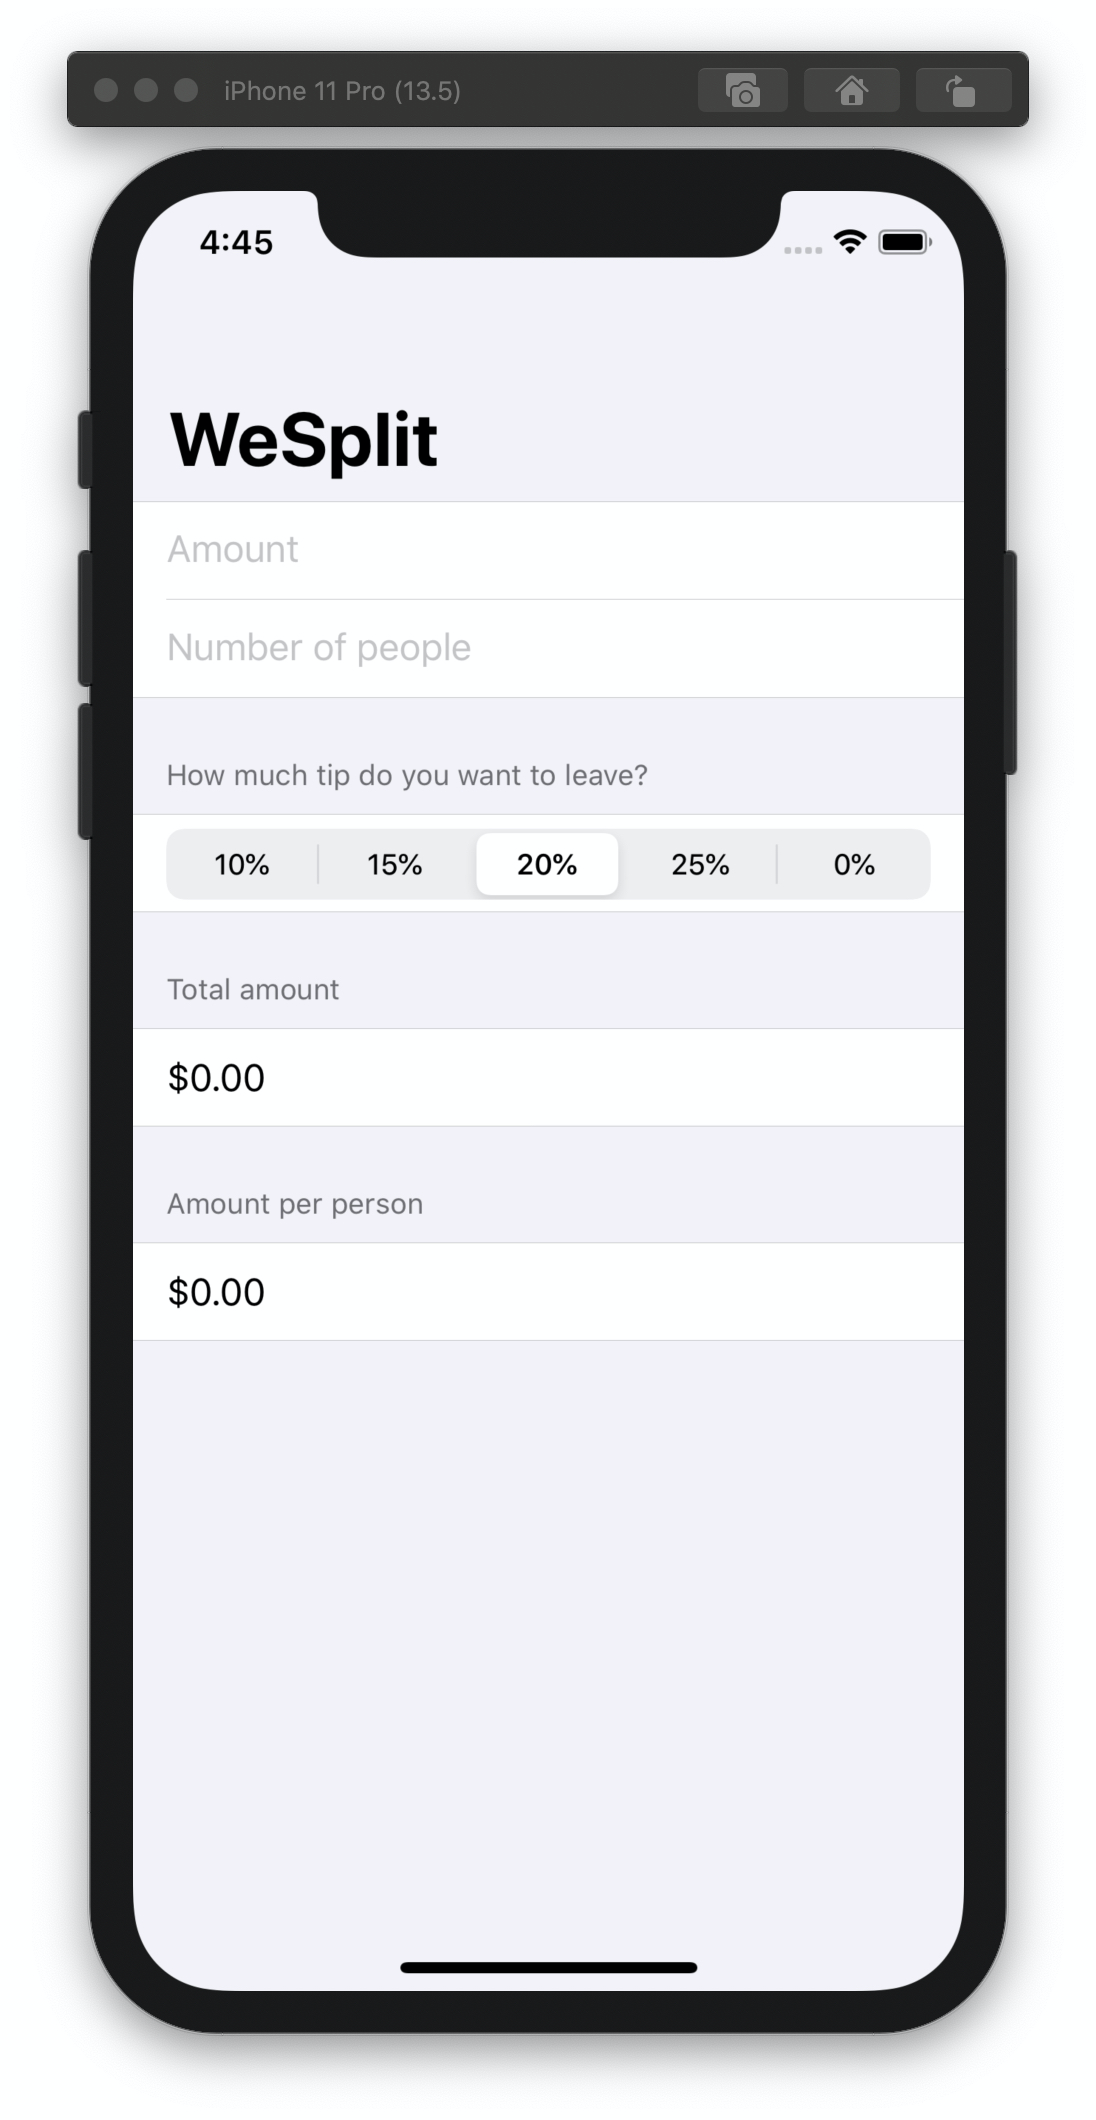 iPhone 11 Pro (13.5)
4:45
WeSplit
Amount
Number of people
How much tip do you want to leave?
10% 15% 20% 25% 0%
Total amount
$0.00
Amount per person
$0.00